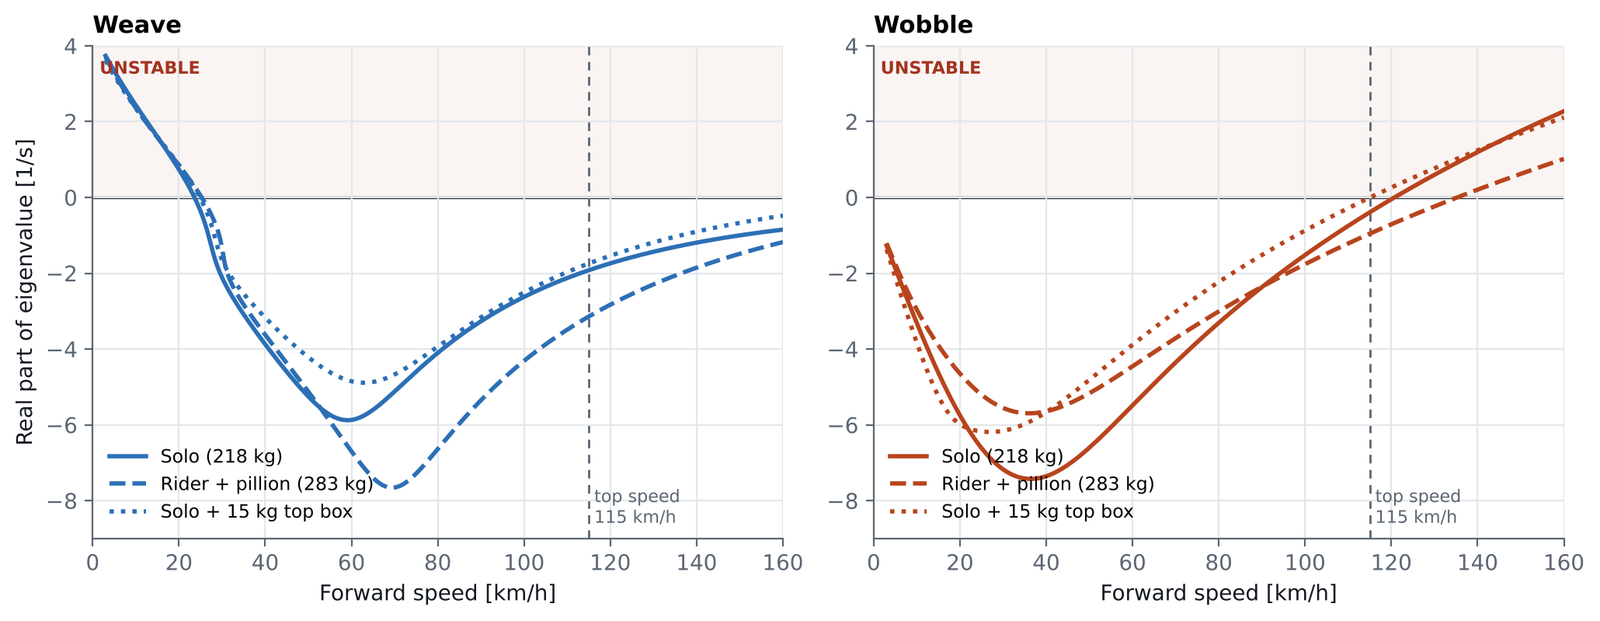 Weave
Wobble
Real part of eigenvalue [1/s]
4
2
0
−2
−4
−6
−8
UNSTABLE
Solo (218 kg)
Rider + pillion (283 kg)
Solo + 15 kg top box
top speed
115 km/h
0 20 40 60 80 100 120 140 160
Forward speed [km/h]
4
2
0
−2
−4
−6
−8
UNSTABLE
Solo (218 kg)
Rider + pillion (283 kg)
Solo + 15 kg top box
top speed
115 km/h
0 20 40 60 80 100 120 140 160
Forward speed [km/h]